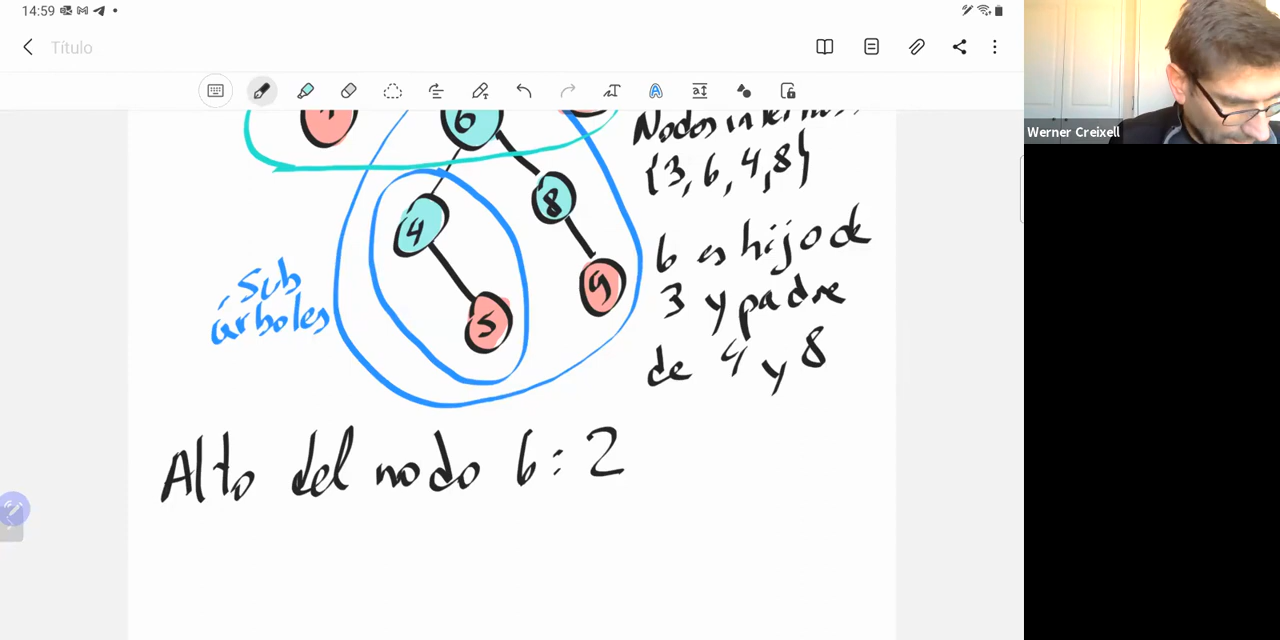 14:59
Título
Werner Creixell
6
Nodos internos
{3, 6, 4, 8}
8
4
6 es hijo de
9
Sub
3 y padre
árboles
5
de 4 y 8
Alto del nodo 6: 2